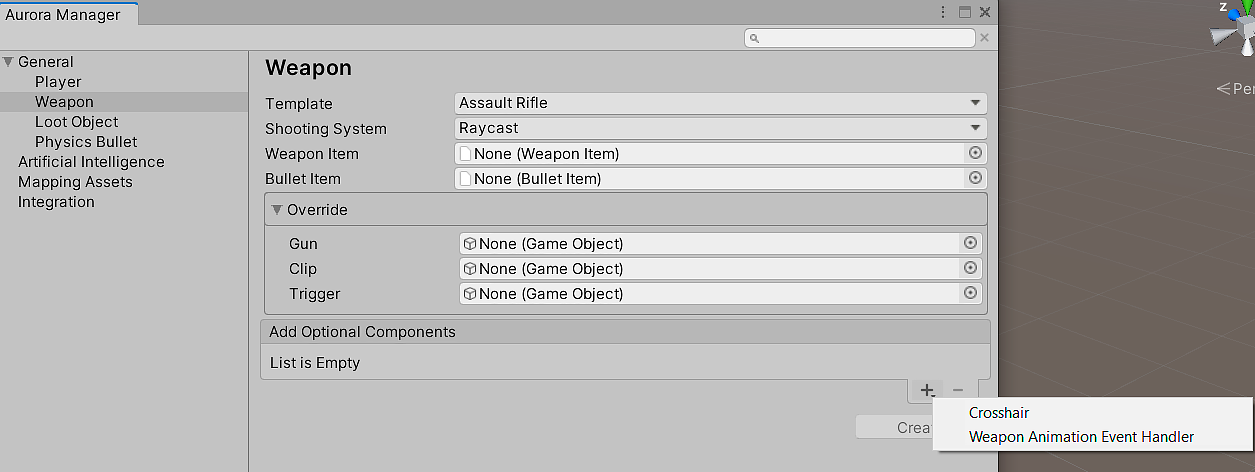 Aurora Manager
General
Player
Weapon
Loot Object
Physics Bullet
Artificial Intelligence
Mapping Assets
Integration
Weapon
Template Assault Rifle
Shooting System Raycast
Weapon Item None (Weapon Item)
Bullet Item None (Bullet Item)
Override
Gun None (Game Object)
Clip None (Game Object)
Trigger None (Game Object)
Add Optional Components
List is Empty
Crosshair
Weapon Animation Event Handler
z